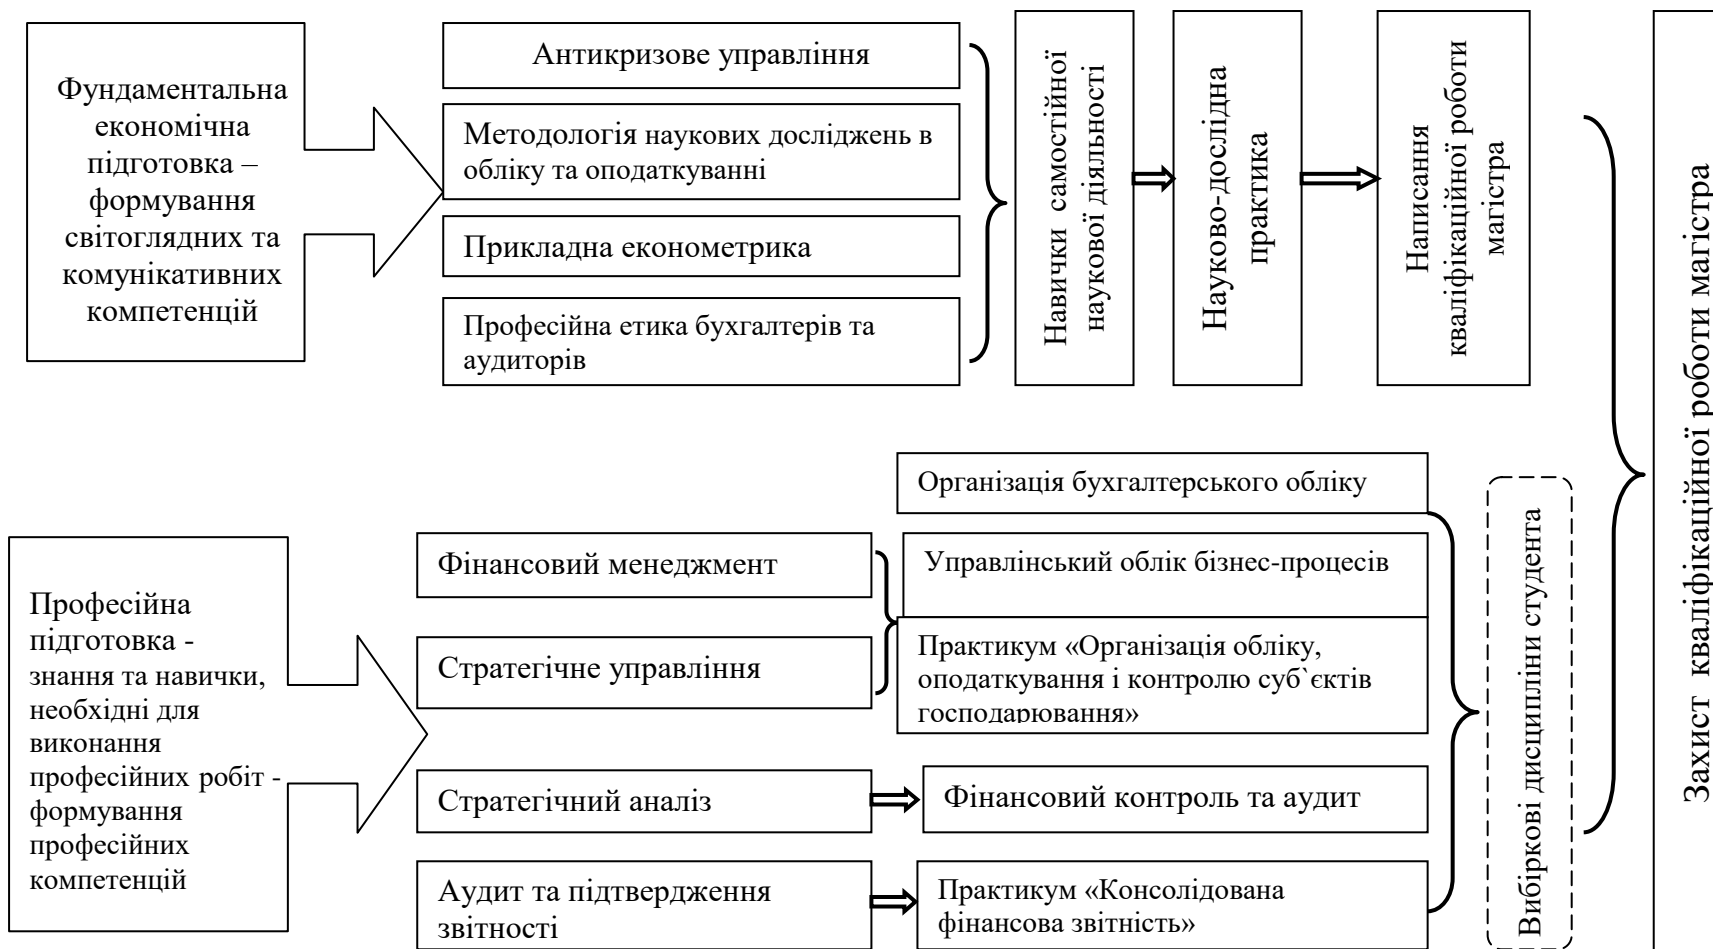 Фундаментальна
економічна
підготовка –
формування
світоглядних та
комунікативних
компетенцій
Антикризове управління
Методологія наукових досліджень в
обліку та оподаткуванні
Прикладна економетрика
Професійна етика бухгалтерів та
аудиторів
Навички самостійної
наукової діяльності
Науково-дослідна
практика
Написання
кваліфікаційної роботи
магістра
Професійна
підготовка -
знання та навички,
необхідні для
виконання
професійних робіт -
формування
професійних
компетенцій
Фінансовий менеджмент
Стратегічне управління
Стратегічний аналіз
Аудит та підтвердження
звітності
Організація бухгалтерського обліку
Управлінський облік бізнес-процесів
Практикум «Організація обліку,
оподаткування і контролю суб`єктів
господарювання»
Фінансовий контроль та аудит
Практикум «Консолідована
фінансова звітність»
Вибіркові дисципліни студента
Захист кваліфікаційної роботи магістра